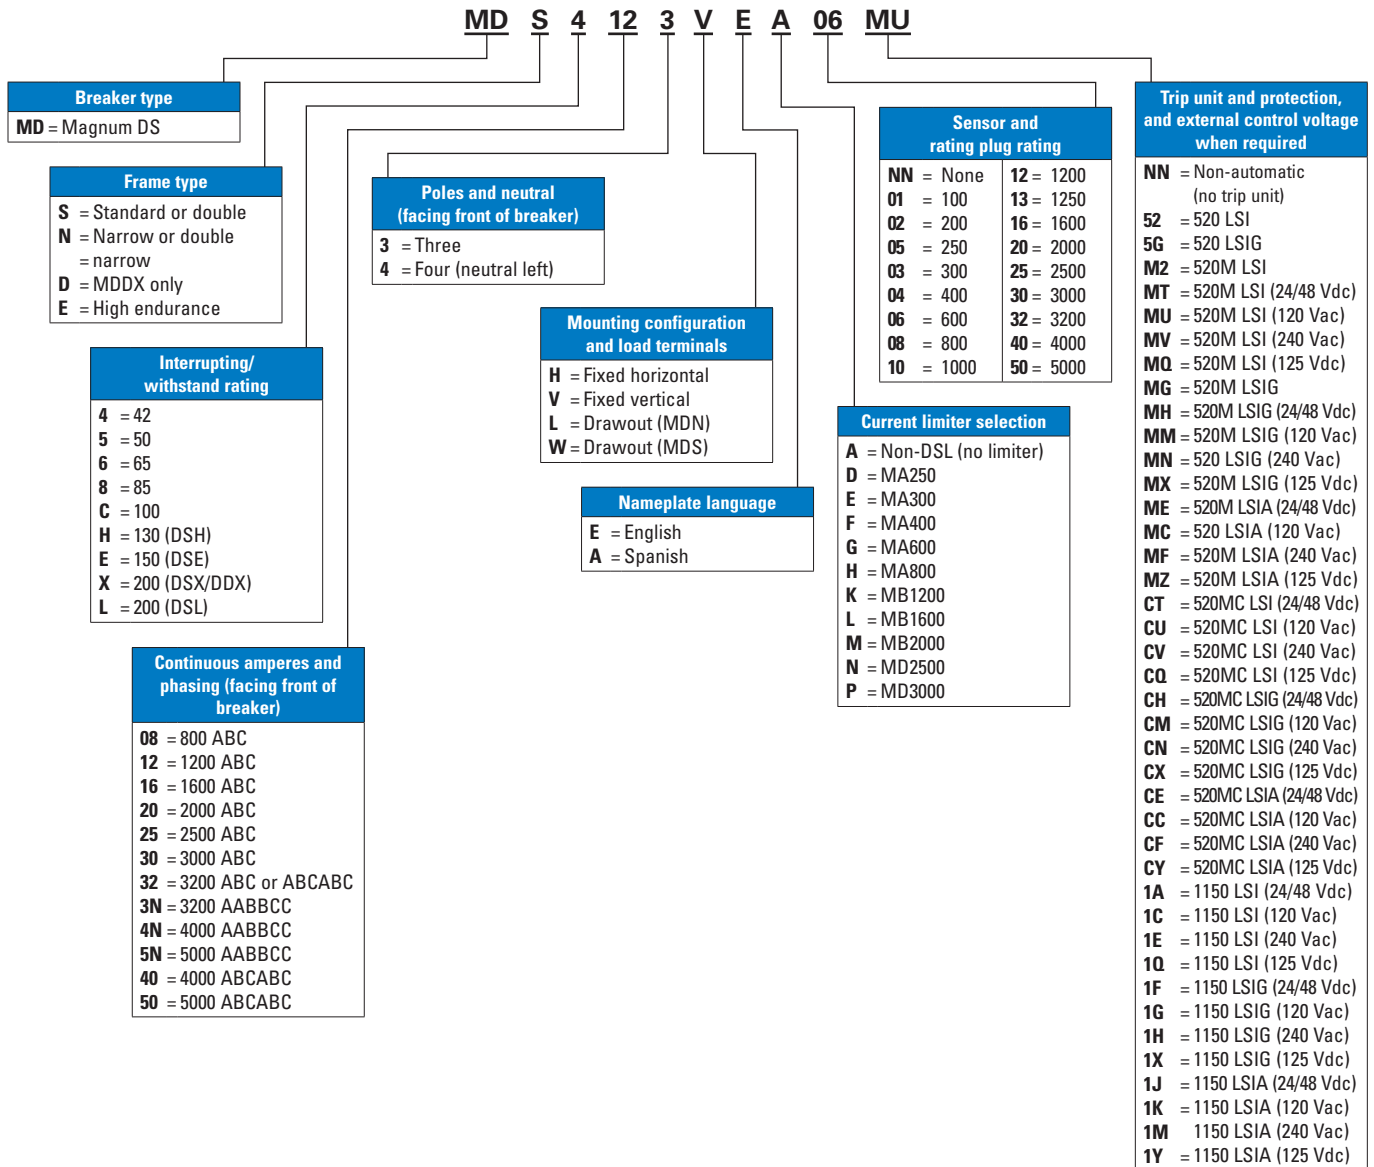 MD S 4 12 3 V E A 06 MU
Breaker type
MD = Magnum DS
Frame type
S = Standard or double
N = Narrow or double
= narrow
D = MDDX only
E = High endurance
Interrupting/
withstand rating
4 = 42
5 = 50
6 = 65
8 = 85
C = 100
H = 130 (DSH)
E = 150 (DSE)
X = 200 (DSX/DDX)
L = 200 (DSL)
Continuous amperes and
phasing (facing front of
breaker)
08 = 800 ABC
12 = 1200 ABC
16 = 1600 ABC
20 = 2000 ABC
25 = 2500 ABC
30 = 3000 ABC
32 = 3200 ABC or ABCABC
3N = 3200 AABBCC
4N = 4000 AABBCC
5N = 5000 AABBCC
40 = 4000 ABCABC
50 = 5000 ABCABC
Poles and neutral
(facing front of breaker)
3 = Three
4 = Four (neutral left)
Mounting configuration
and load terminals
H = Fixed horizontal
V = Fixed vertical
L = Drawout (MDN)
W = Drawout (MDS)
Nameplate language
E = English
A = Spanish
Current limiter selection
A = Non-DSL (no limiter)
D = MA250
E = MA300
F = MA400
G = MA600
H = MA800
K = MB1200
L = MB1600
M = MB2000
N = MD2500
P = MD3000
Sensor and
rating plug rating
NN = None
01 = 100
02 = 200
05 = 250
03 = 300
04 = 400
06 = 600
08 = 800
10 = 1000
12 = 1200
13 = 1250
16 = 1600
20 = 2000
25 = 2500
30 = 3000
32 = 3200
40 = 4000
50 = 5000
Trip unit and protection,
and external control voltage
when required
NN = Non-automatic
(no trip unit)
52 = 520 LSI
5G = 520 LSIG
M2 = 520M LSI
MT = 520M LSI (24/48 Vdc)
MU = 520M LSI (120 Vac)
MV = 520M LSI (240 Vac)
MQ = 520M LSI (125 Vdc)
MG = 520M LSIG
MH = 520M LSIG (24/48 Vdc)
MM = 520M LSIG (120 Vac)
MN = 520 LSIG (240 Vac)
MX = 520M LSIG (125 Vdc)
ME = 520M LSIA (24/48 Vdc)
MC = 520 LSIA (120 Vac)
MF = 520M LSIA (240 Vac)
MZ = 520M LSIA (125 Vdc)
CT = 520MC LSI (24/48 Vdc)
CU = 520MC LSI (120 Vac)
CV = 520MC LSI (240 Vac)
CQ = 520MC LSI (125 Vdc)
CH = 520MC LSIG (24/48 Vdc)
CM = 520MC LSIG (120 Vac)
CN = 520MC LSIG (240 Vac)
CX = 520MC LSIG (125 Vdc)
CE = 520MC LSIA (24/48 Vdc)
CC = 520MC LSIA (120 Vac)
CF = 520MC LSIA (240 Vac)
CY = 520MC LSIA (125 Vdc)
1A = 1150 LSI (24/48 Vdc)
1C = 1150 LSI (120 Vac)
1E = 1150 LSI (240 Vac)
1Q = 1150 LSI (125 Vdc)
1F = 1150 LSIG (24/48 Vdc)
1G = 1150 LSIG (120 Vac)
1H = 1150 LSIG (240 Vac)
1X = 1150 LSIG (125 Vdc)
1J = 1150 LSIA (24/48 Vdc)
1K = 1150 LSIA (120 Vac)
1M 1150 LSIA (240 Vac)
1Y = 1150 LSIA (125 Vdc)